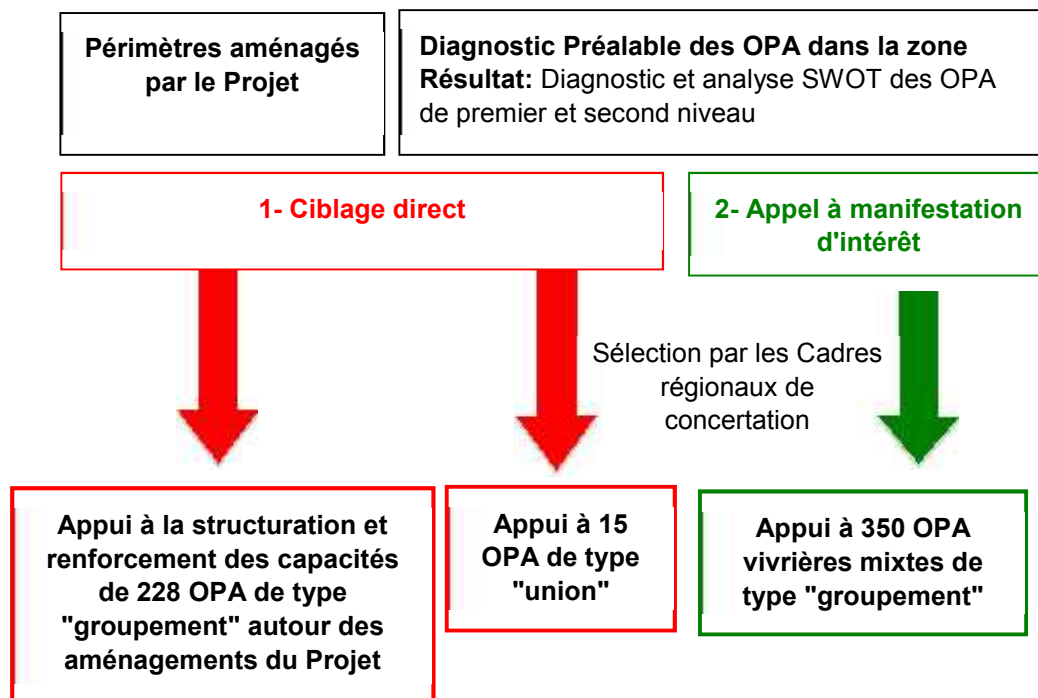 Périmètres aménagés
par le Projet
Diagnostic Préalable des OPA dans la zone
Résultat: Diagnostic et analyse SWOT des OPA
de premier et second niveau
1- Ciblage direct
2- Appel à manifestation
d'intérêt
Sélection par les Cadres
régionaux de
concertation
Appui à la structuration et
renforcement des capacités
de 228 OPA de type
"groupement" autour des
aménagements du Projet
Appui à 15
OPA de type
"union"
Appui à 350 OPA
vivrières mixtes de
type "groupement"